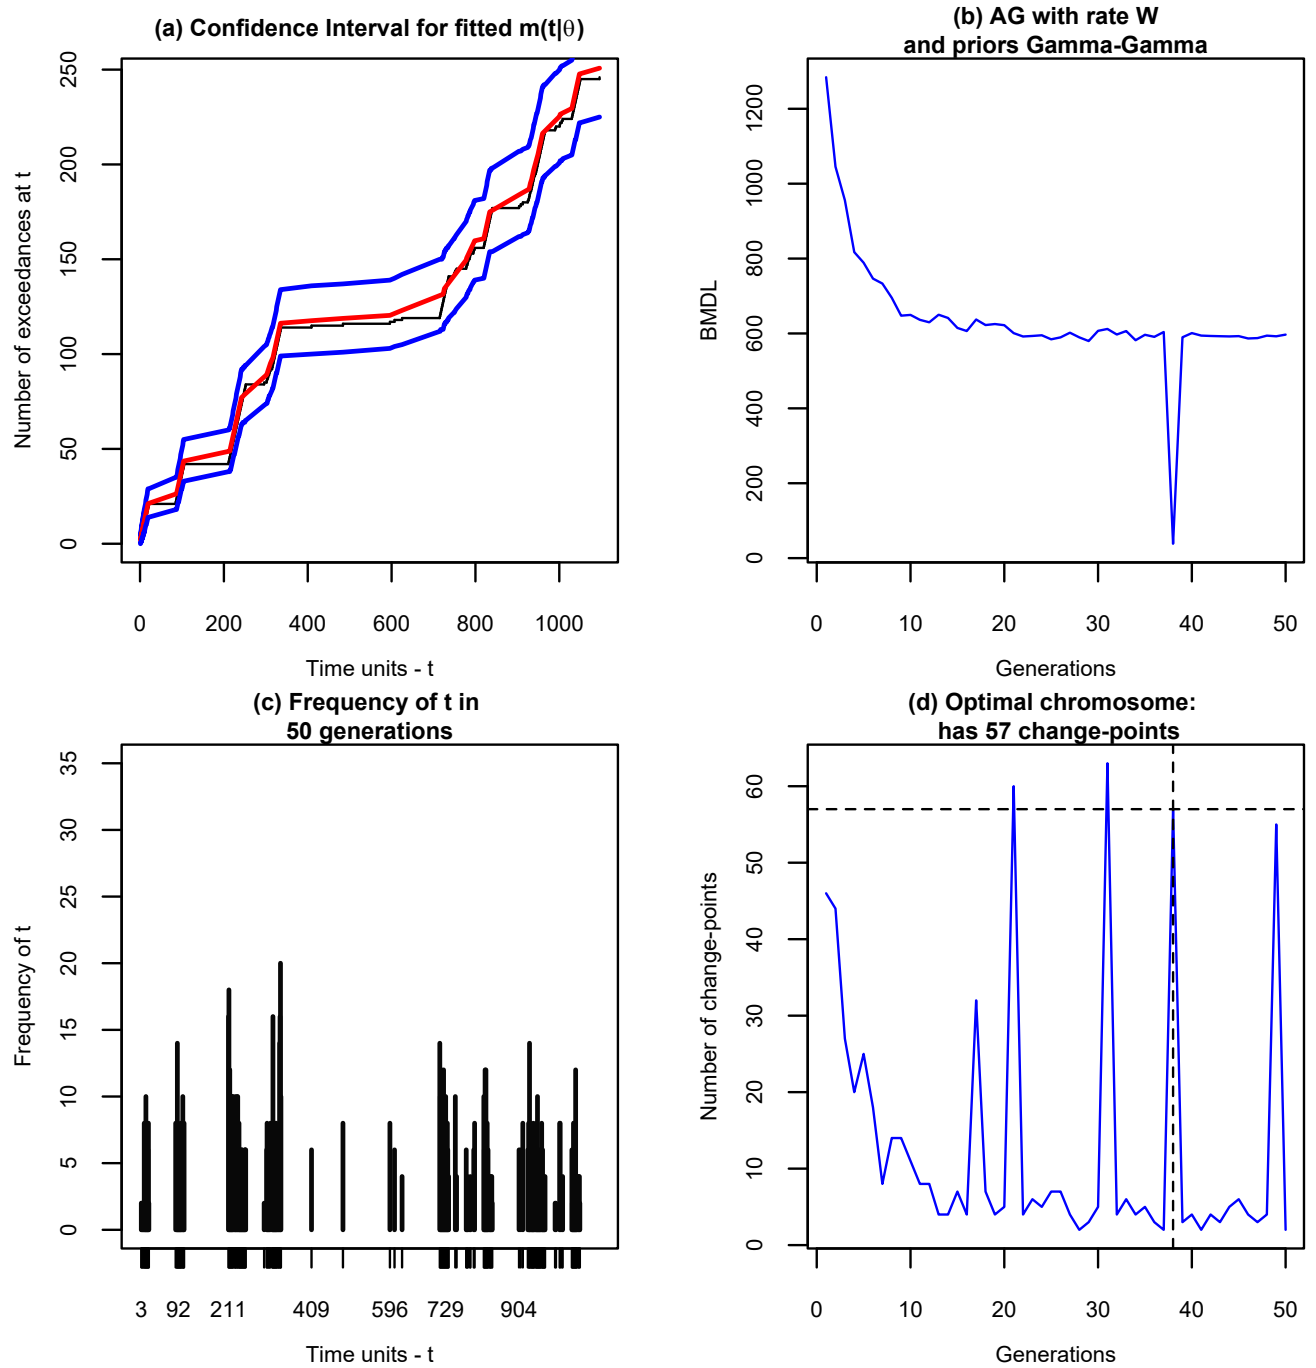 (a) Confidence Interval for fitted m(t|θ)
Number of exceedances at t
250
200
150
100
50
0
0 200 400 600 800 1000
Time units - t
(b) AG with rate W
and priors Gamma-Gamma
BMDL
1200
1000
800
600
400
200
0
0 10 20 30 40 50
Generations
(c) Frequency of t in
50 generations
Frequency of t
35
30
25
20
15
10
5
0
3 92 211 409 596 729 904
Time units - t
(d) Optimal chromosome:
has 57 change-points
Number of change-points
60
50
40
30
20
10
0
0 10 20 30 40 50
Generations